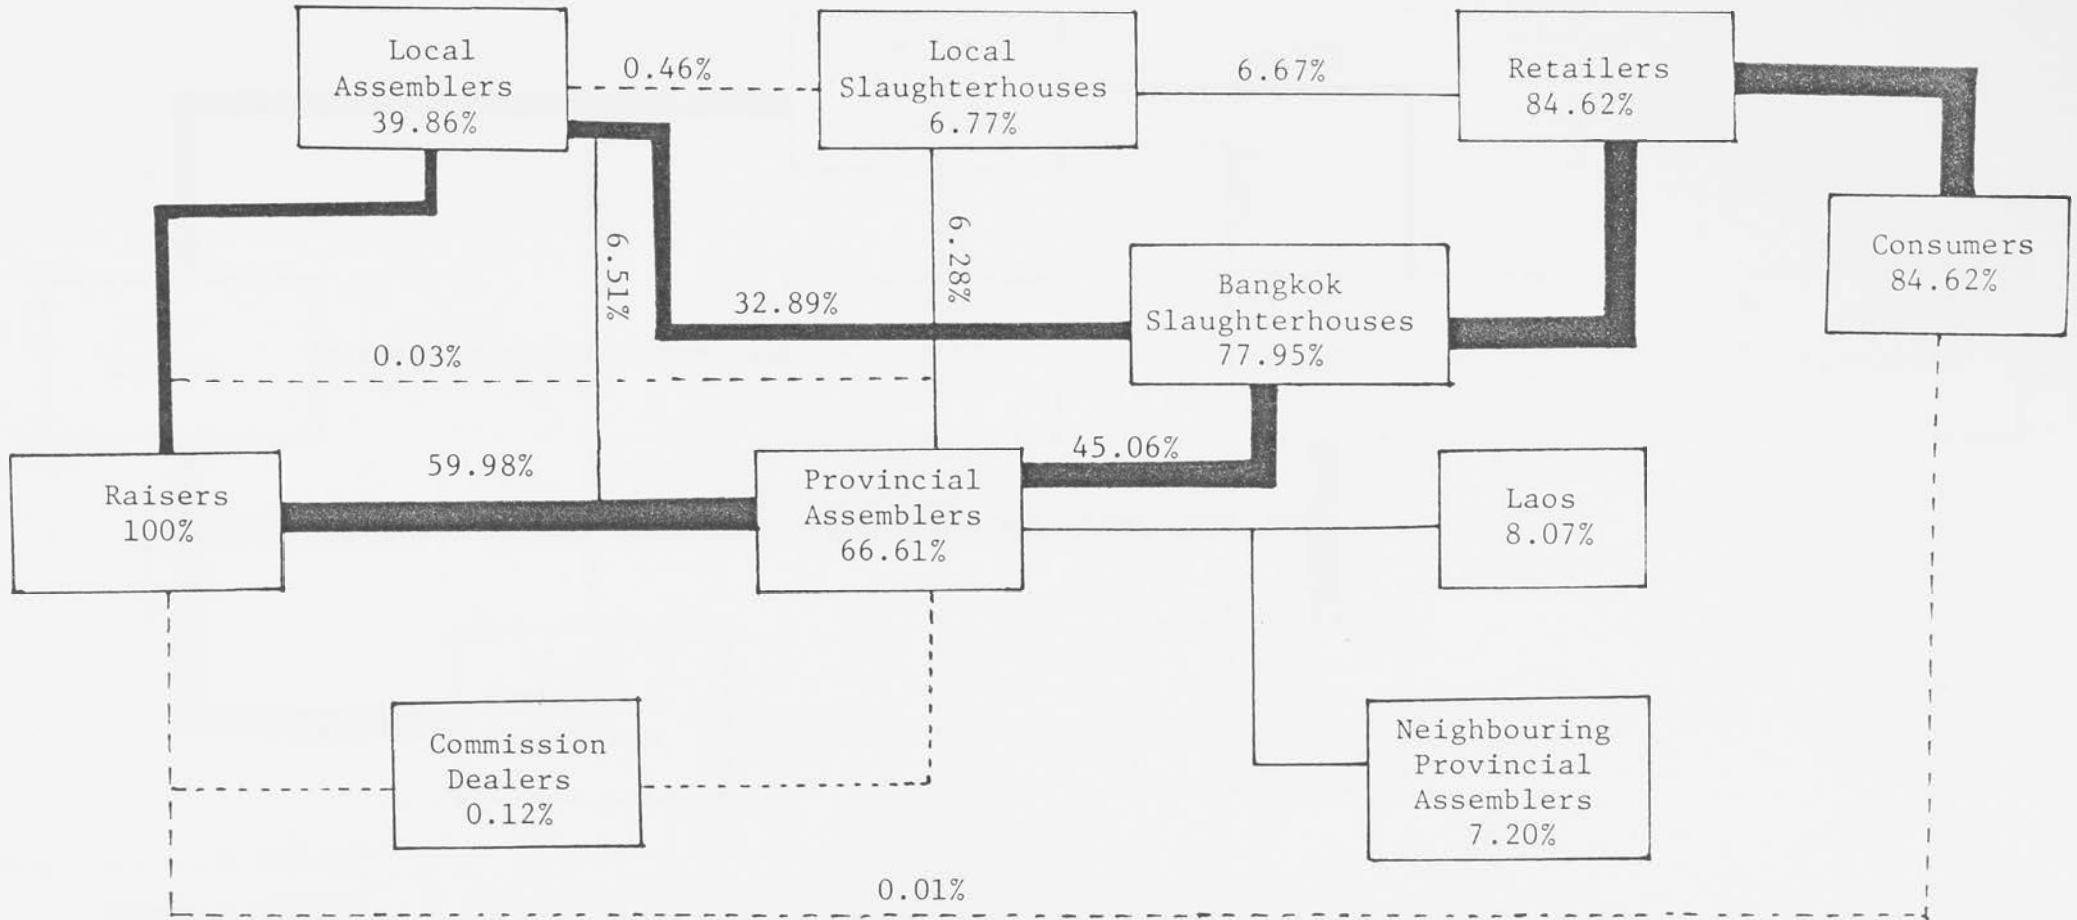 Local
Assemblers
39.86%
0.46%
Local
Slaughterhouses
6.77%
6.67%
Retailers
84.62%
Consumers
84.62%
6.51%
6.28%
32.89%
Bangkok
Slaughterhouses
77.95%
0.03%
59.98%
45.06%
Raisers
100%
Provincial
Assemblers
66.61%
Laos
8.07%
Commission
Dealers
0.12%
Neighbouring
Provincial
Assemblers
7.20%
0.01%